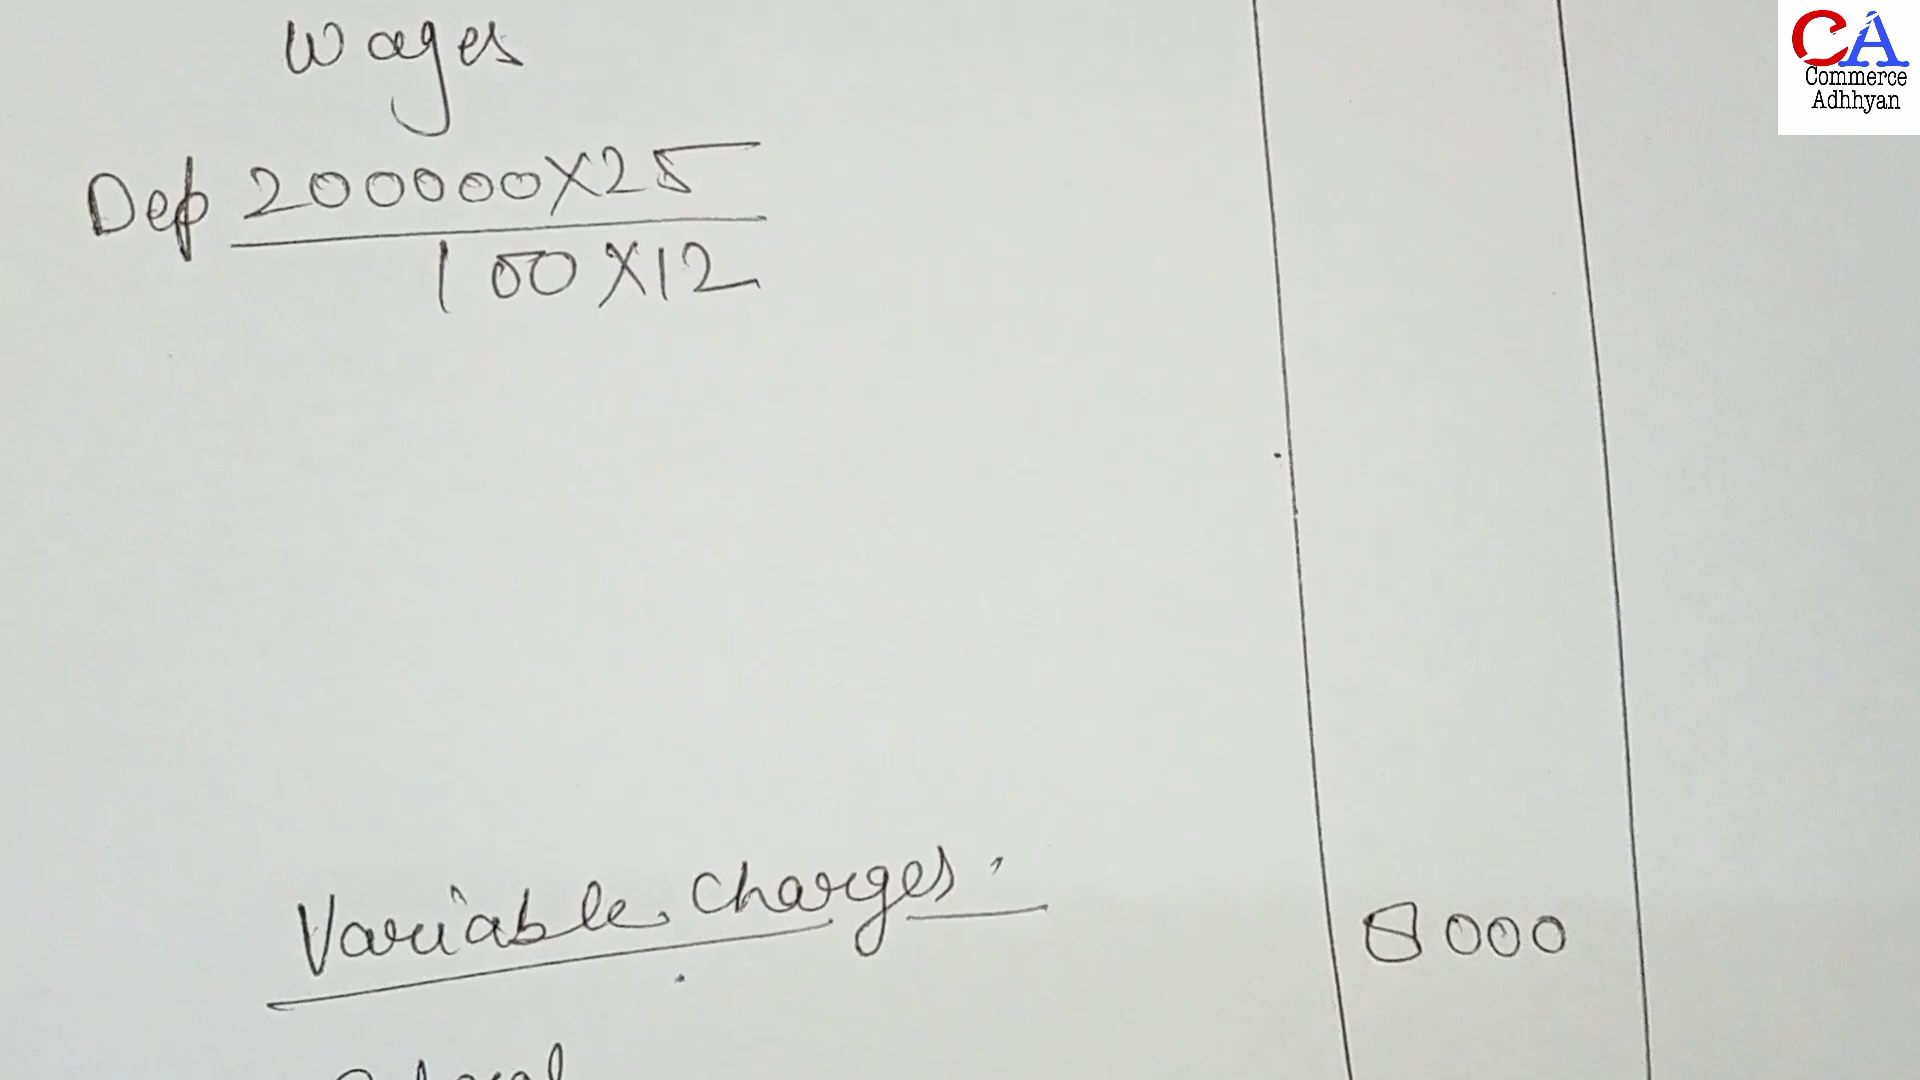 Wages
Dep 200000X25
100X12
Variable Charges.
8000
CA
Commerce
Adhhyan